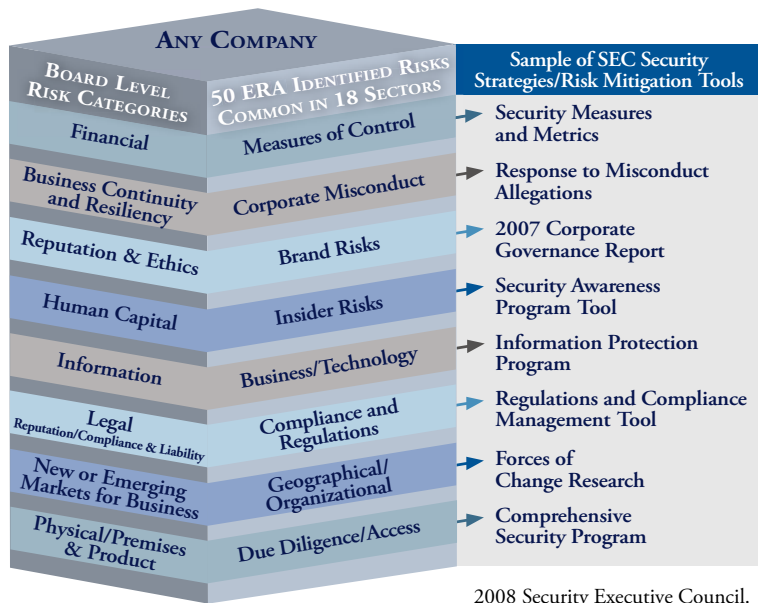 ANY COMPANY
BOARD LEVEL
RISK CATEGORIES
Financial
Business Continuity
and Resiliency
Reputation & Ethics
Human Capital
Information
Legal
Reputation/Compliance & Liability
New or Emerging
Markets for Business
Physical/Premises
& Product
50 ERA IDENTIFIED RISKS
COMMON IN 18 SECTORS
Measures of Control
Corporate Misconduct
Brand Risks
Insider Risks
Business/Technology
Compliance and
Regulations
Geographical/
Organizational
Due Diligence/Access
Sample of SEC Security
Strategies/Risk Mitigation Tools
Security Measures
and Metrics
Response to Misconduct
Allegations
2007 Corporate
Governance Report
Security Awareness
Program Tool
Information Protection
Program
Regulations and Compliance
Management Tool
Forces of
Change Research
Comprehensive
Security Program
2008 Security Executive Council.